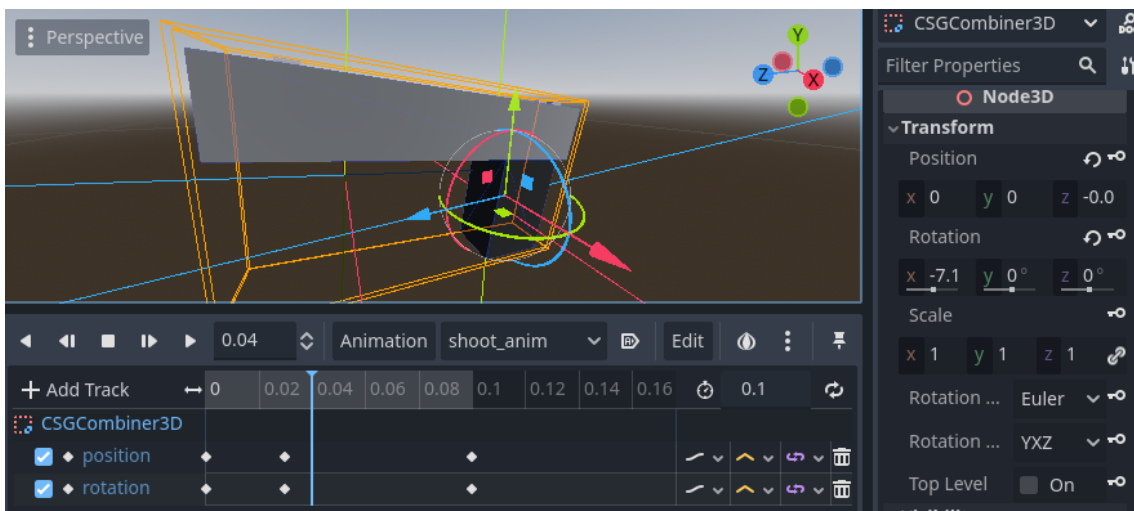 Perspective
Y
Z
X
CSGCombiner3D
DOC
Filter Properties
Node3D
Transform
Position
x 0 y 0 z -0.0
Rotation
x -7.1 y 0° z 0°
Scale
x 1 y 1 z 1
Rotation ... Euler
Rotation ... YXZ
Top Level On
0.04 Animation shoot_anim Edit
Add Track 0 0.02 0.04 0.06 0.08 0.1 0.12 0.14 0.16 0.1
CSGCombiner3D
position
rotation